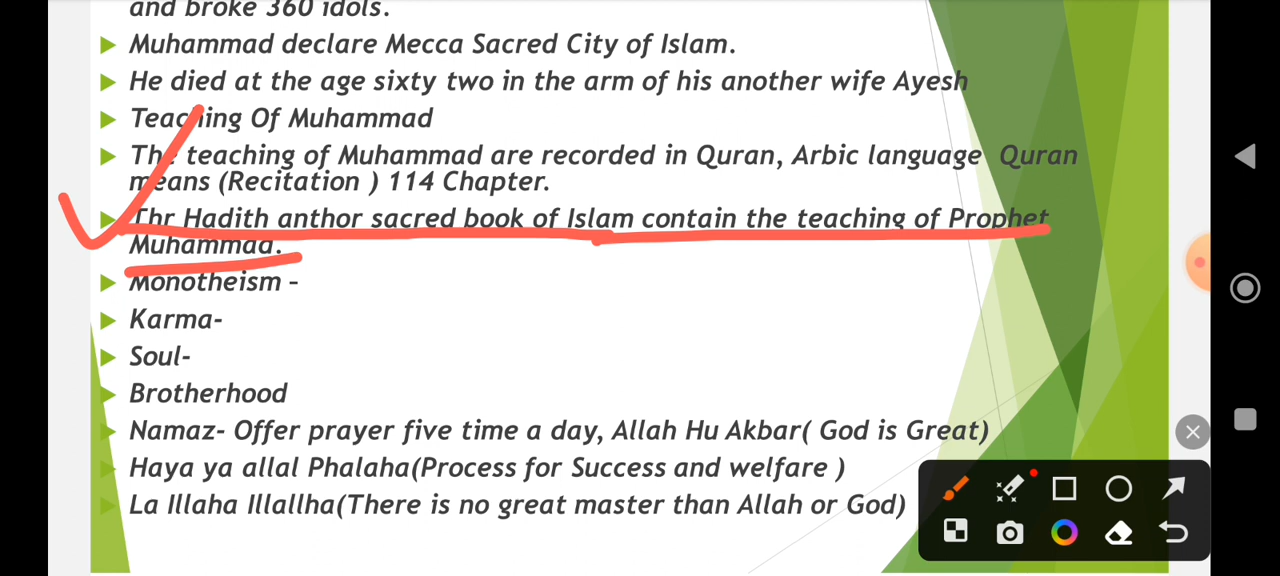 and broke 360 idols.
Muhammad declare Mecca Sacred City of Islam.
He died at the age sixty two in the arm of his another wife Ayesh
Teaching Of Muhammad
The teaching of Muhammad are recorded in Quran, Arbic language Quran
means (Recitation ) 114 Chapter.
Thr Hadith anthor sacred book of Islam contain the teaching of Prophet
Muhammad.
Monotheism –
Karma-
Soul-
Brotherhood
Namaz- Offer prayer five time a day, Allah Hu Akbar( God is Great)
Haya ya allal Phalaha(Process for Success and welfare )
La Illaha Illallha(There is no great master than Allah or God)